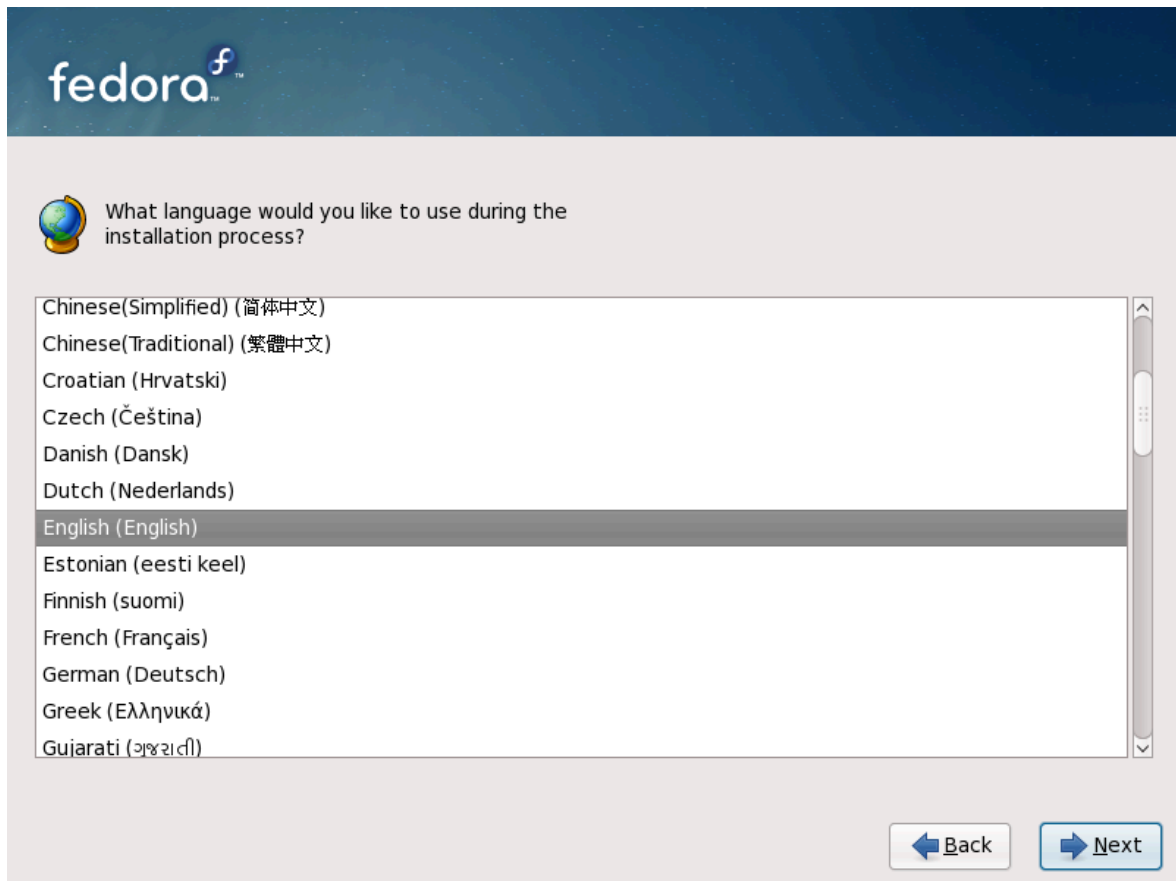 fedora™
What language would you like to use during the
installation process?
Chinese(Simplified) (简体中文)
Chinese(Traditional) (繁體中文)
Croatian (Hrvatski)
Czech (Čeština)
Danish (Dansk)
Dutch (Nederlands)
English (English)
Estonian (eesti keel)
Finnish (suomi)
French (Français)
German (Deutsch)
Greek (Ελληνικά)
Gujarati (ગુજરાતી)
Back
Next